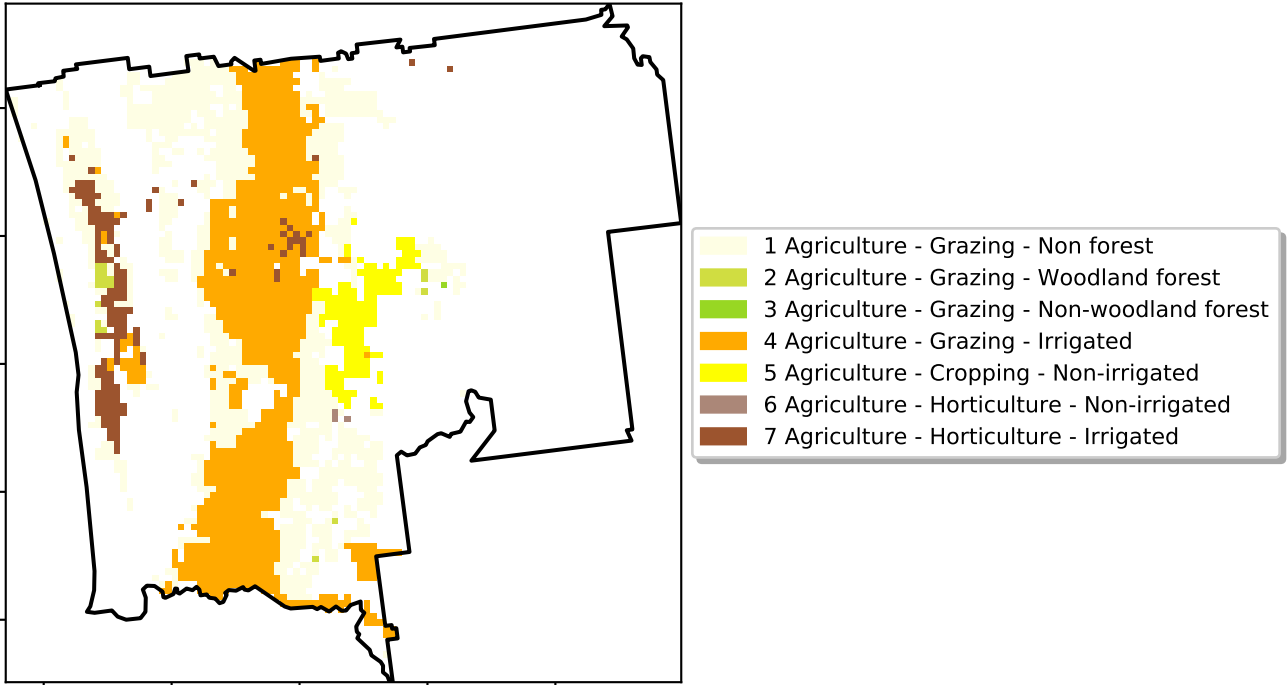 1 Agriculture - Grazing - Non forest
2 Agriculture - Grazing - Woodland forest
3 Agriculture - Grazing - Non-woodland forest
4 Agriculture - Grazing - Irrigated
5 Agriculture - Cropping - Non-irrigated
6 Agriculture - Horticulture - Non-irrigated
7 Agriculture - Horticulture - Irrigated